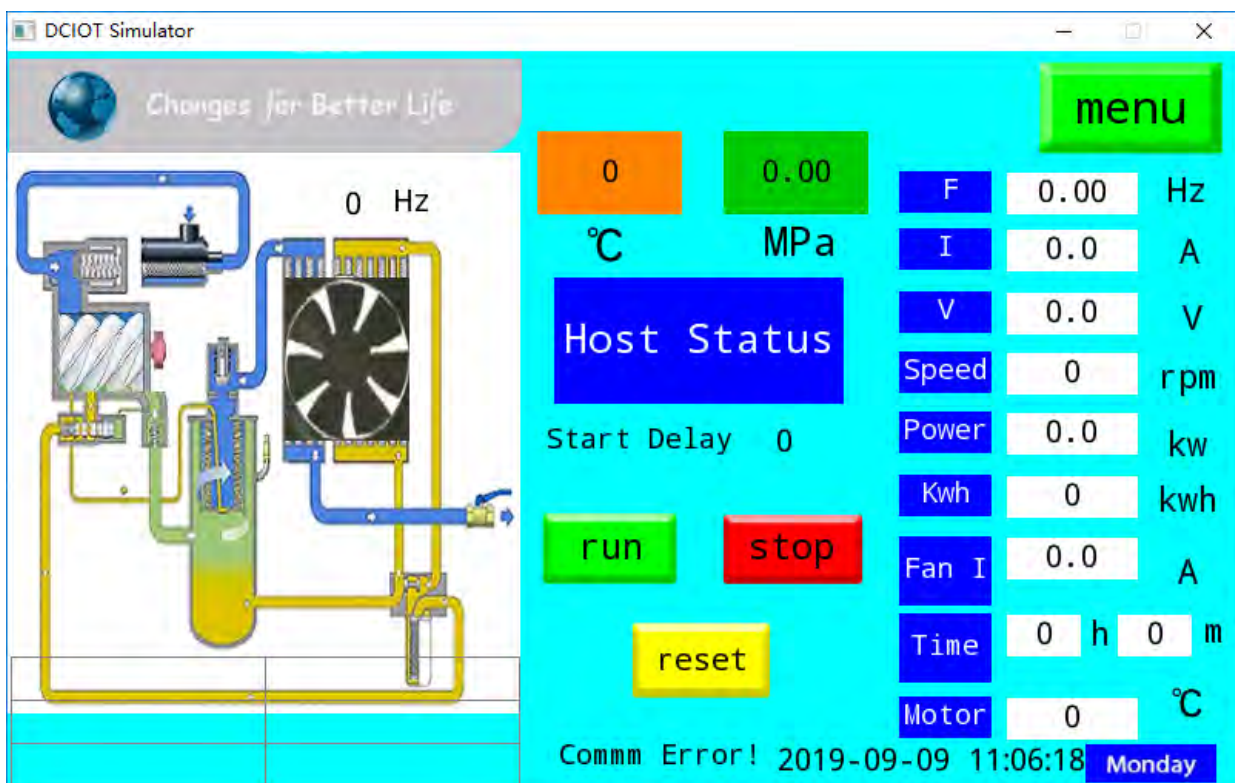 DCIOT Simulator
Changes for Better Life
menu
0 Hz
0
0.00
℃
MPa
F 0.00 Hz
I 0.0 A
V 0.0 V
Host Status
Speed 0 rpm
Start Delay 0
Power 0.0 kw
Kwh 0 kwh
run
stop
Fan I 0.0 A
Time 0 h 0 m
reset
Motor 0 ℃
Commm Error! 2019-09-09 11:06:18 Monday